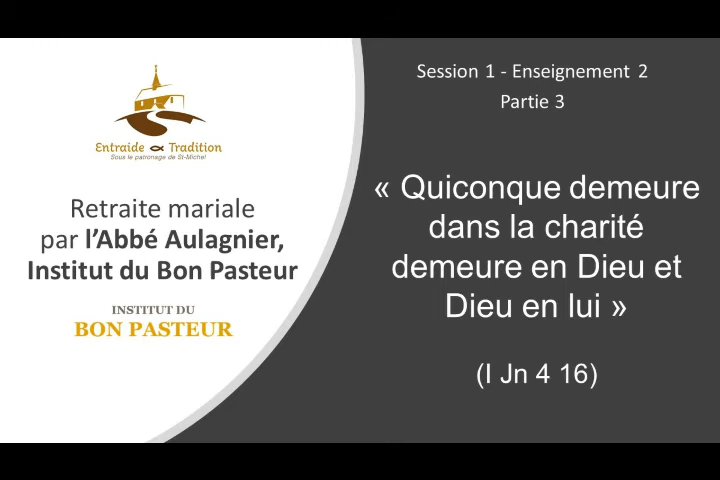 Entraide Tradition
Sous le patronage de St-Michel
Retraite mariale
par l'Abbé Aulagnier,
Institut du Bon Pasteur
INSTITUT DU
BON PASTEUR
Session 1 - Enseignement 2
Partie 3
« Quiconque demeure
dans la charité
demeure en Dieu et
Dieu en lui »
(I Jn 4 16)